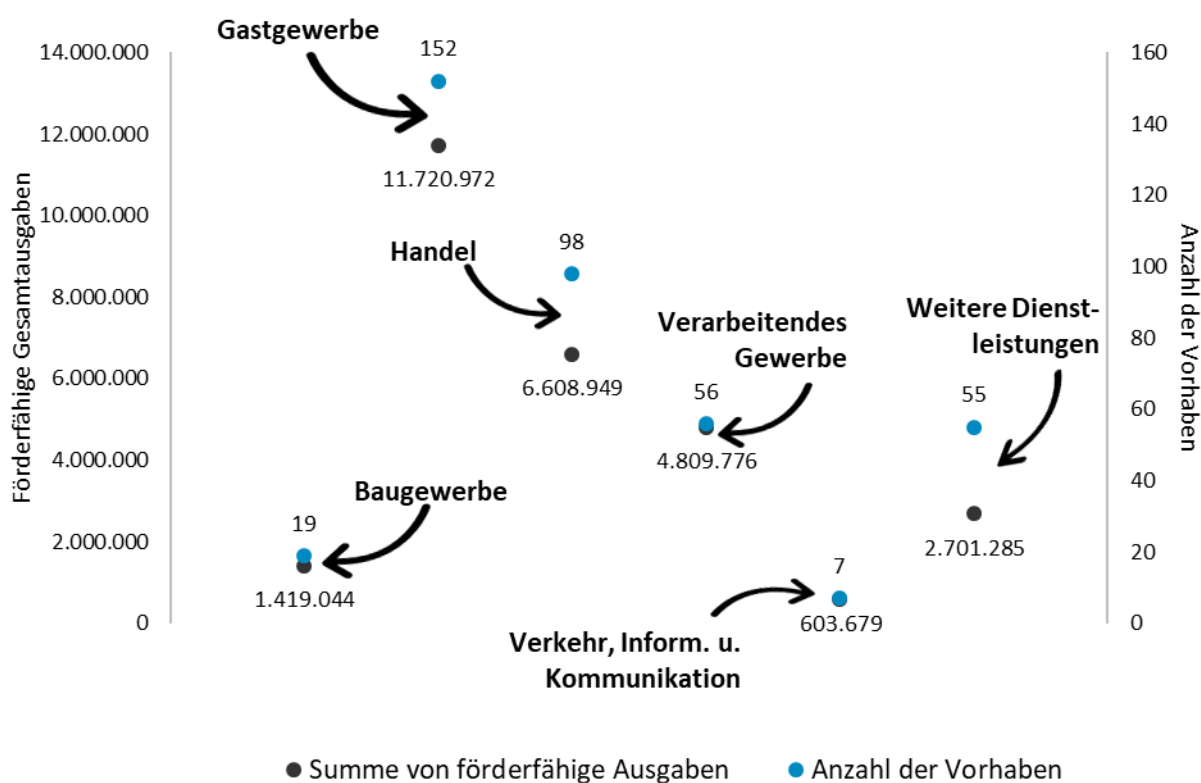 Gastgewerbe
152
14.000.000
160
12.000.000
140
11.720.972
120
10.000.000
Handel
98
100
8.000.000
Weitere Dienst-
leistungen
Verarbeitendes
Gewerbe
80
6.000.000
6.608.949
56
55
60
4.000.000
4.809.776
40
Baugewerbe
19
2.000.000
2.701.285
7
20
1.419.044
0
603.679
0
Verkehr, Inform. u.
Kommunikation
Förderfähige Gesamtausgaben
Anzahl der Vorhaben
Summe von förderfähige Ausgaben
Anzahl der Vorhaben